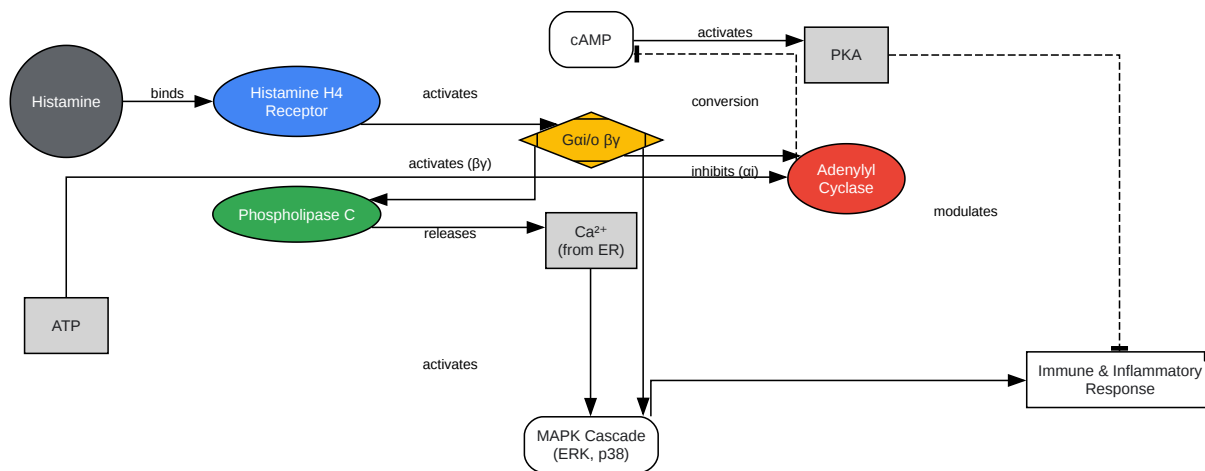 cAMP
activates
PKA
Histamine
binds
Histamine H4
Receptor
activates
conversion
Gαi/o βγ
activates (βγ)
inhibits (αi)
Adenylyl
Cyclase
Phospholipase C
releases
Ca²⁺
(from ER)
modulates
ATP
activates
Immune & Inflammatory
Response
MAPK Cascade
(ERK, p38)